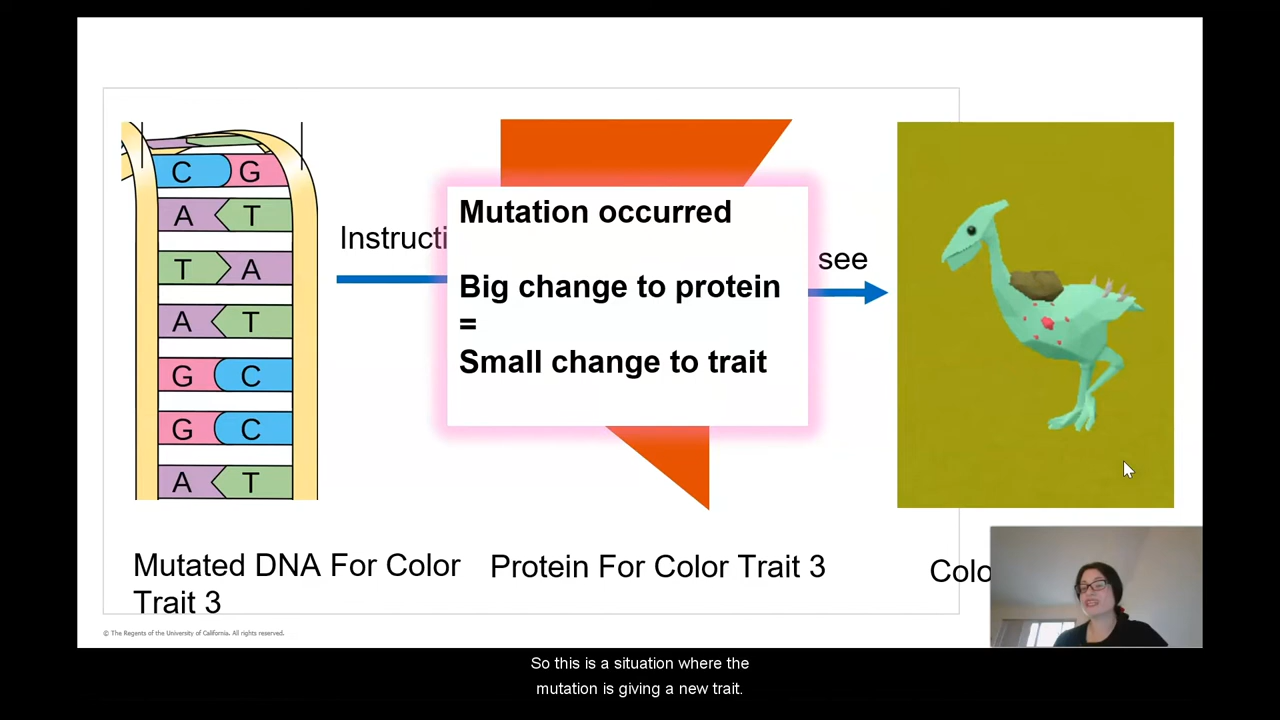 C G
A T
T A
A T
G C
G C
A T
Instructi
Mutation occurred
Big change to protein
=
Small change to trait
see
Mutated DNA For Color
Trait 3
Protein For Color Trait 3
Colo
© The Regents of the University of California. All rights reserved.
So this is a situation where the
mutation is giving a new trait.